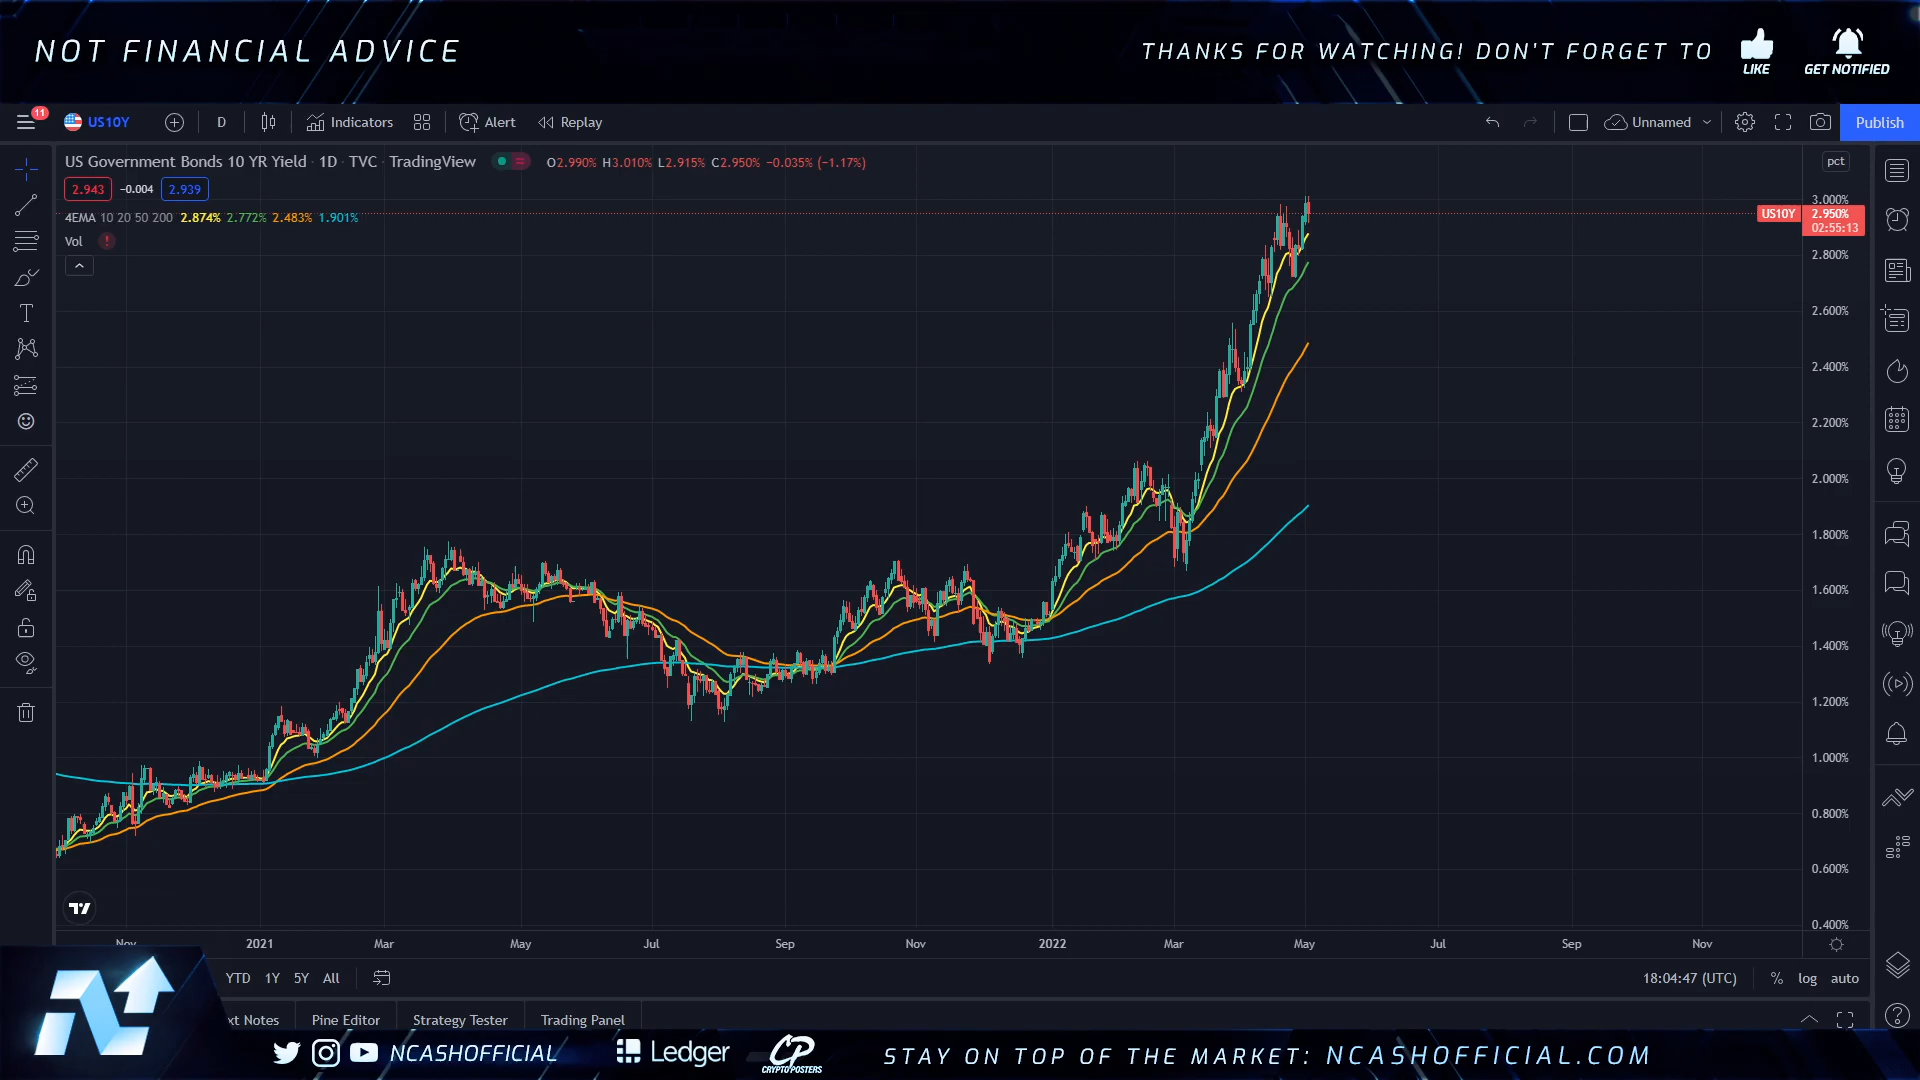 NOT FINANCIAL ADVICE
THANKS FOR WATCHING! DON'T FORGET TO
LIKE
GET NOTIFIED
11
US10Y
D
Indicators
Alert
Replay
Unnamed
Publish
US Government Bonds 10 YR Yield · 1D · TVC · TradingView
O2.990% H3.010% L2.915% C2.950% −0.035% (−1.17%)
pct
2.943 −0.004 2.939
4EMA 10 20 50 200 2.874% 2.772% 2.483% 1.901%
Vol
3.000%
US10Y 2.950%
02:55:13
2.800%
2.600%
2.400%
2.200%
2.000%
1.800%
1.600%
1.400%
1.200%
1.000%
0.800%
0.600%
0.400%
Nov 2021 Mar May Jul Sep Nov 2022 Mar May Jul Sep Nov
YTD 1Y 5Y All
18:04:47 (UTC) % log auto
xt Notes Pine Editor Strategy Tester Trading Panel
NCASHOFFICIAL
Ledger
CP
CRYPTOPOSTERS
STAY ON TOP OF THE MARKET: NCASHOFFICIAL.COM